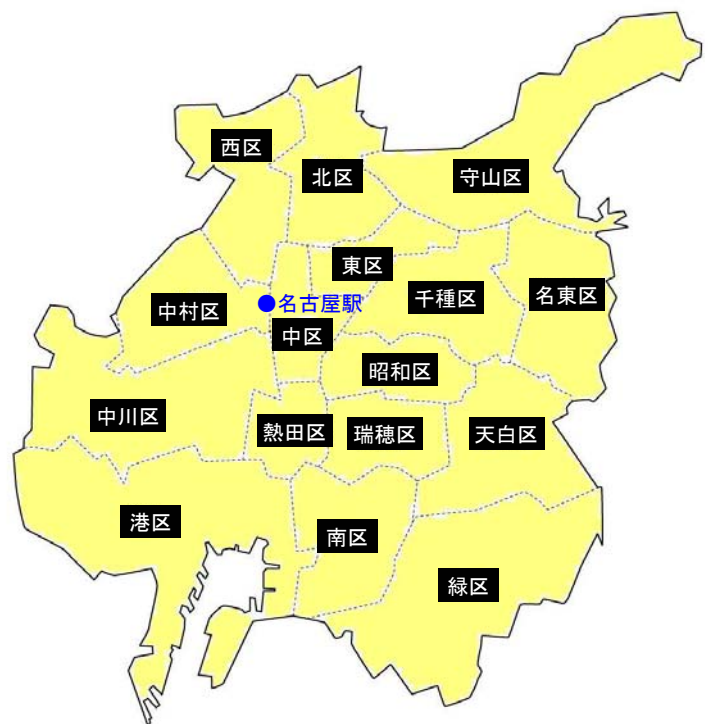 西区
北区
守山区
東区
千種区
名東区
中村区
●名古屋駅
中区
昭和区
中川区
熱田区
瑞穂区
天白区
港区
南区
緑区